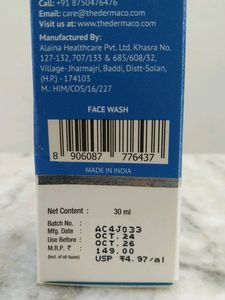 Call: +91 8750476476
Email: care@thedermaco.com
Visit us at: www.thedermaco.com
Manufactured By:
Alaina Healthcare Pvt. Ltd. Khasra No.
127-132, 707/133 & 685/608/32,
Village-Jharmajri, Baddi, Distt-Solan,
(H.P.) - 174103
M.: HIM/COS/16/227
FACE WASH
8 906087 776437
MADE IN INDIA
Net Content : 30 ml
Batch No. : AC4J033
Mfg. Date : OCT.24
Use Before : OCT.26
M.R.P. ₹ : 149.00
(Incl. of all taxes) USP ₹4.97/ml